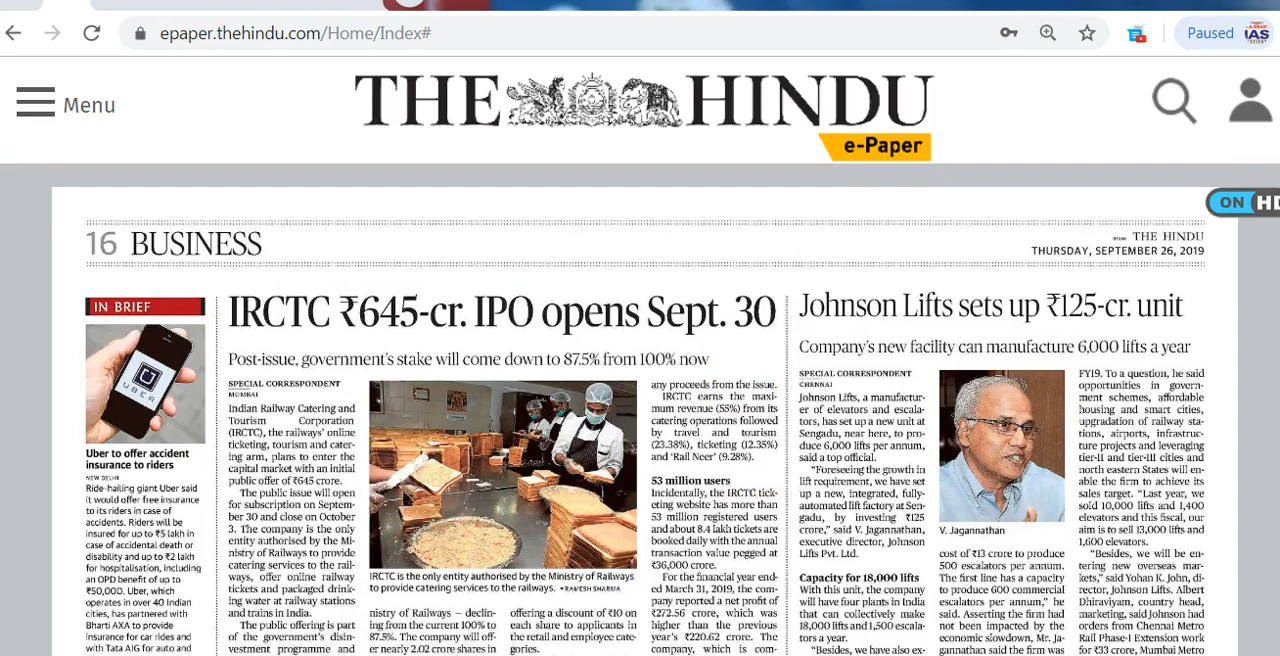 epaper.thehindu.com/Home/Index#
Paused
IAS
Menu
THE HINDU
e-Paper
ON HD
16 BUSINESS
THE HINDU
THURSDAY, SEPTEMBER 26, 2019
IN BRIEF
UBER
Uber to offer accident
insurance to riders
NEW DELHI
Ride-hailing giant Uber said
it would offer free insurance
to its riders in case of
accidents. Riders will be
insured for up to ₹5 lakh in
case of accidental death or
disability and up to ₹2 lakh
for hospitalisation, including
an OPD benefit of up to
₹50,000. Uber, which
operates in over 40 Indian
cities, has partnered with
Bharti AXA to provide
insurance for car rides and
with Tata AIG for auto and
IRCTC ₹645-cr. IPO opens Sept. 30
Post-issue, government's stake will come down to 87.5% from 100% now
SPECIAL CORRESPONDENT
MUMBAI
Indian Railway Catering and
Tourism Corporation
(IRCTC), the railways' online
ticketing, tourism and cater-
ing arm, plans to enter the
capital market with an initial
public offer of ₹645 crore.
The public issue will open
for subscription on Septem-
ber 30 and close on October
3. The company is the only
entity authorised by the Mi-
nistry of Railways to provide
catering services to the rail-
ways, offer online railway
tickets and packaged drink-
ing water at railway stations
and trains in India.
The public offering is part
of the government's disin-
vestment programme and
IRCTC is the only entity authorised by the Ministry of Railways
to provide catering services to the railways. ▪RAMESH SHARMA
nistry of Railways – declin-
ing from the current 100% to
87.5%. The company will off-
er nearly 2.02 crore shares in
offering a discount of ₹10 on
each share to applicants in
the retail and employee cate-
gories.
any proceeds from the issue.
IRCTC earns the maxi-
mum revenue (55%) from its
catering operations followed
by travel and tourism
(23.38%), ticketing (12.35%)
and 'Rail Neer' (9.28%).
53 million users
Incidentally, the IRCTC tick-
eting website has more than
53 million registered users
and about 8.4 lakh tickets are
booked daily with the annual
transaction value pegged at
₹36,000 crore.
For the financial year end-
ed March 31, 2019, the com-
pany reported a net profit of
₹272.56 crore, which was
higher than the previous
year's ₹220.62 crore. The
company, which is com-
Johnson Lifts sets up ₹125-cr. unit
Company's new facility can manufacture 6,000 lifts a year
SPECIAL CORRESPONDENT
CHENNAI
Johnson Lifts, a manufactur-
er of elevators and escala-
tors, has set up a new unit at
Sengadu, near here, to pro-
duce 6,000 lifts per annum,
said a top official.
"Foreseeing the growth in
lift requirement, we have set
up a new, integrated, fully-
automated lift factory at Sen-
gadu, by investing ₹125
crore," said V. Jagannathan,
executive director, Johnson
Lifts Pvt. Ltd.
Capacity for 18,000 lifts
With this unit, the company
will have four plants in India
that can collectively make
18,000 lifts and 1,500 escala-
tors a year.
"Besides, we have also ex-
V. Jagannathan
cost of ₹13 crore to produce
500 escalators per annum.
The first line has a capacity
to produce 600 commercial
escalators per annum," he
said. Asserting the firm had
not been impacted by the
economic slowdown, Mr. Ja-
gannathan said the firm was
FY19. To a question, he said
opportunities in govern-
ment schemes, affordable
housing and smart cities,
upgradation of railway sta-
tions, airports, infrastruc-
ture projects and leveraging
tier-II and tier-III cities and
north eastern States will en-
able the firm to achieve its
sales target. "Last year, we
sold 10,000 lifts and 1,400
elevators and this fiscal, our
aim is to sell 13,000 lifts and
1,600 elevators.
"Besides, we will be en-
tering new overseas mar-
kets," said Yohan K. John, di-
rector, Johnson Lifts. Albert
Dhiraviyam, country head,
marketing, said Johnson had
orders from Chennai Metro
Rail Phase-1 Extension work
for ₹33 crore, Mumbai Metro